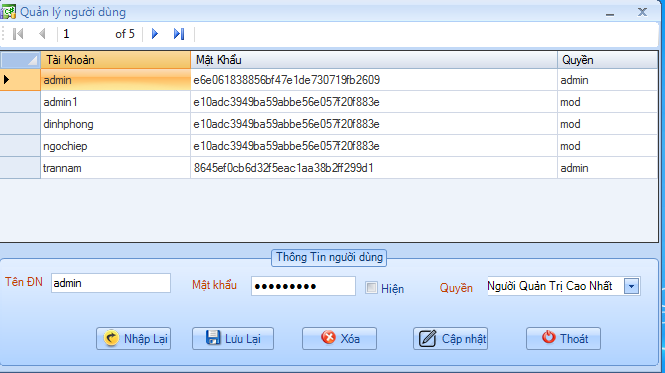 Quản lý người dùng
1 of 5
Tài Khoản Mật Khẩu Quyền
admin e6e061838856bf47e1de730719fb2609 admin
admin1 e10adc3949ba59abbe56e057f20f883e mod
dinhphong e10adc3949ba59abbe56e057f20f883e mod
ngochiep e10adc3949ba59abbe56e057f20f883e mod
trannam 8645ef0cb6d32f5eac1aa38b2ff299d1 admin
Thông Tin người dùng
Tên ĐN admin Mật khẩu ●●●●●●●●● Hiện Quyền Người Quản Trị Cao Nhất
Nhập Lại Lưu Lại Xóa Cập nhật Thoát